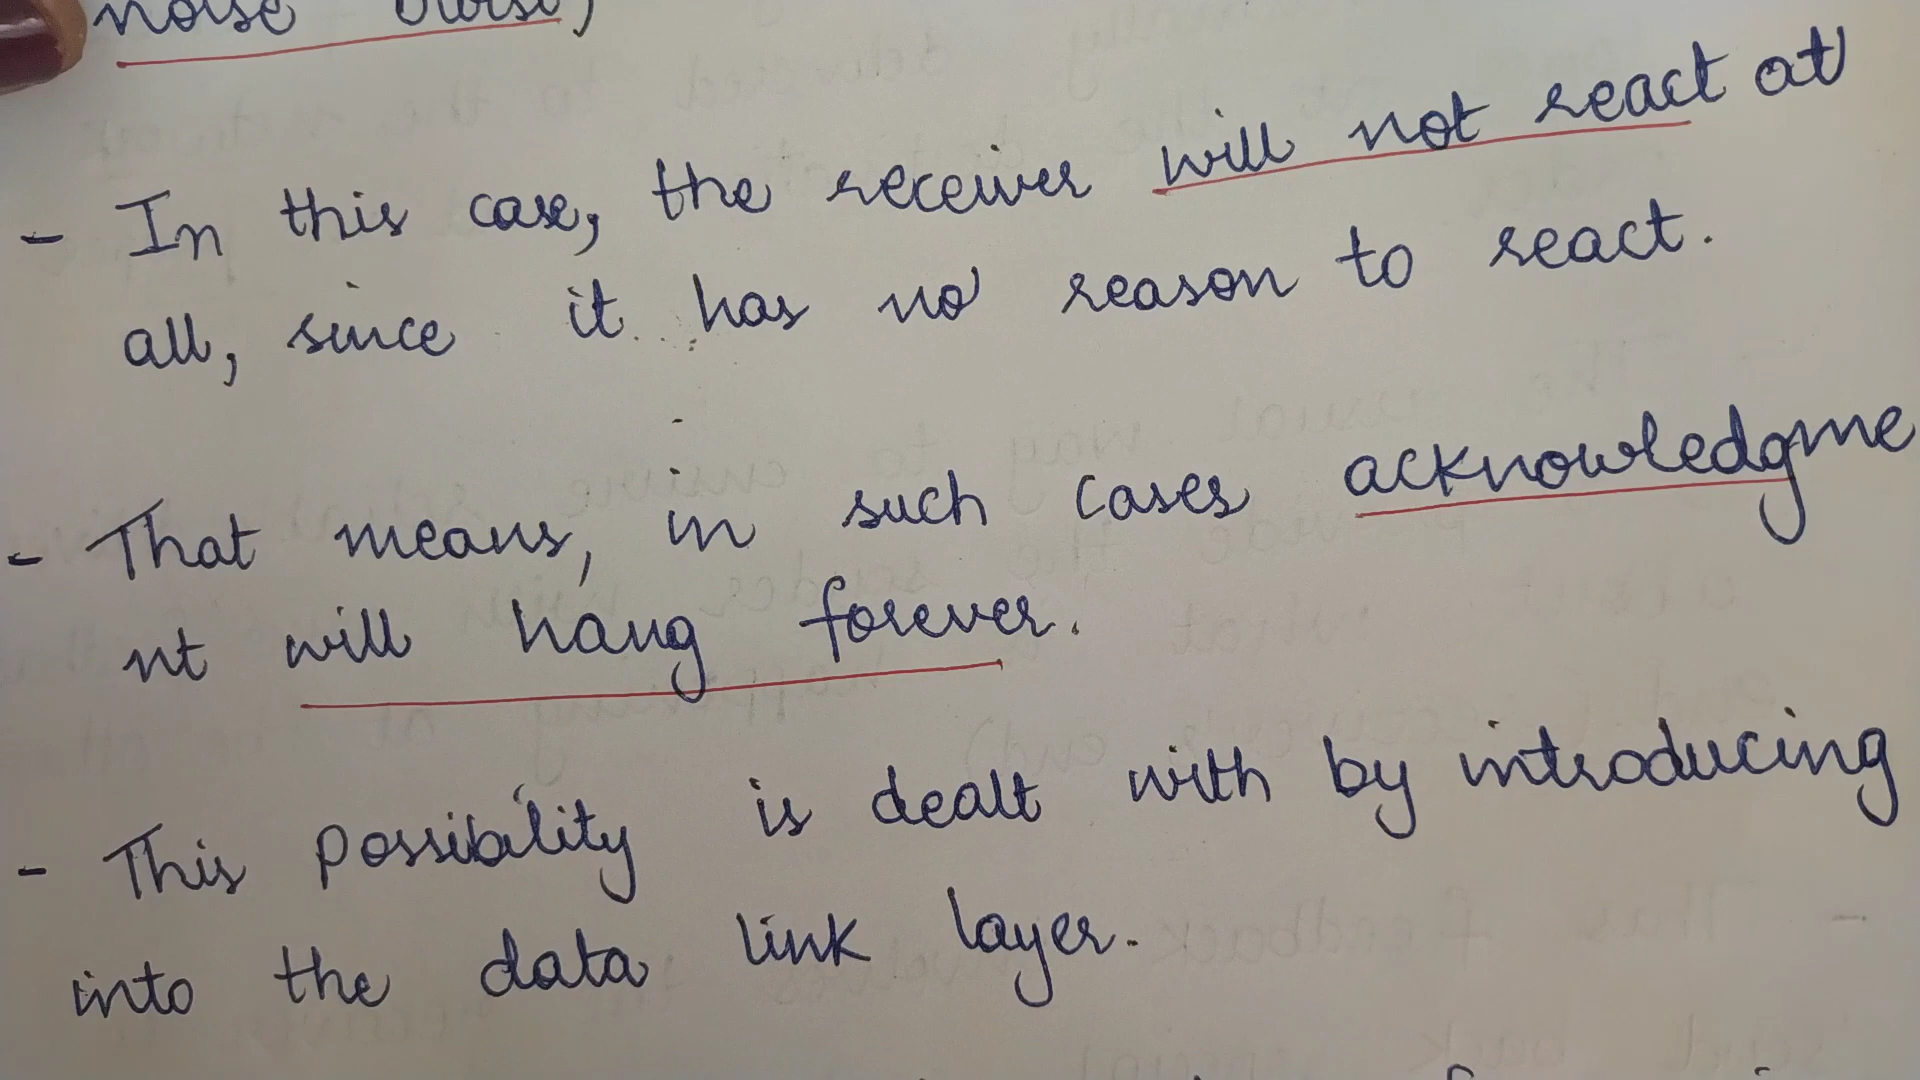 noise burst)
- In this case, the receiver will not react at
all, since it has no reason to react.
- That means, in such cases acknowledgme
nt will hang forever.
- This possibility is dealt with by introducing
into the data link layer.